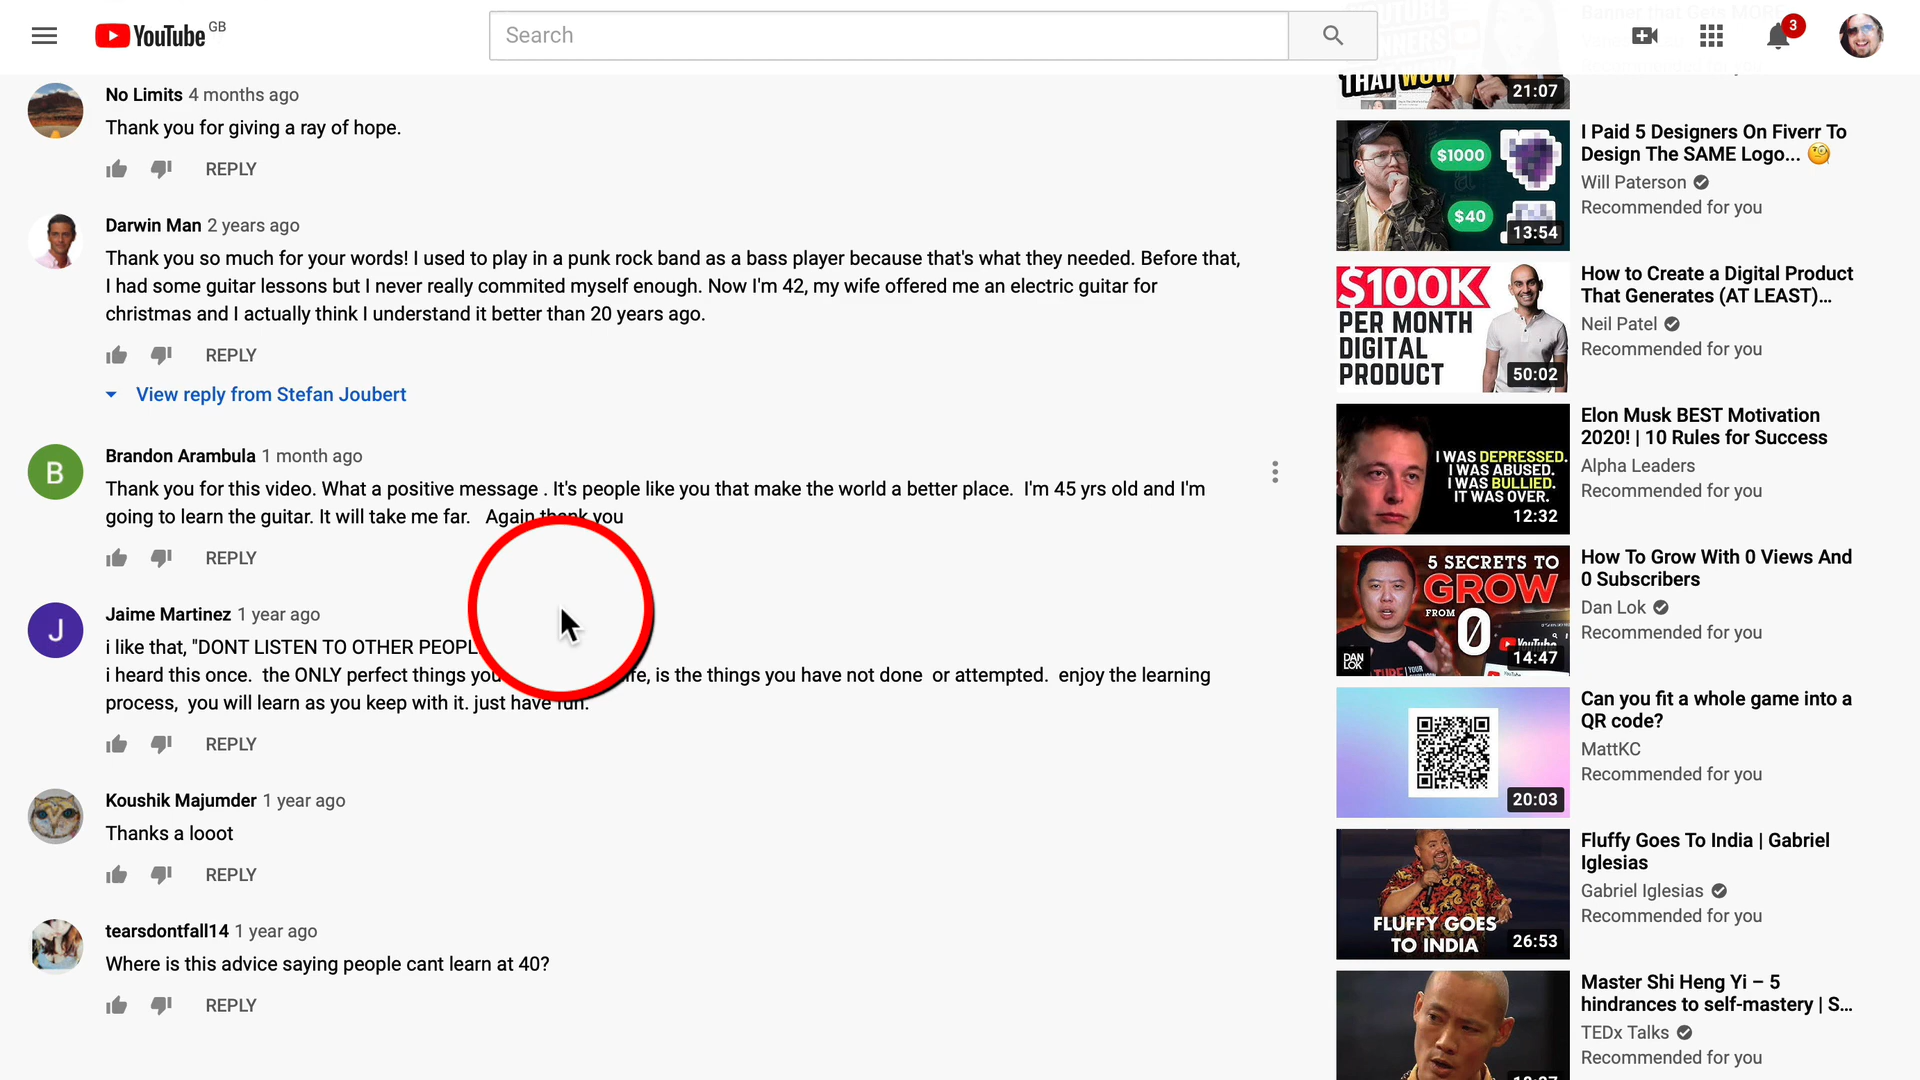 YouTube GB
Search
3
No Limits 4 months ago
Thank you for giving a ray of hope.
REPLY
Darwin Man 2 years ago
Thank you so much for your words! I used to play in a punk rock band as a bass player because that's what they needed. Before that,
I had some guitar lessons but I never really commited myself enough. Now I'm 42, my wife offered me an electric guitar for
christmas and I actually think I understand it better than 20 years ago.
REPLY
View reply from Stefan Joubert
B
Brandon Arambula 1 month ago
Thank you for this video. What a positive message . It's people like you that make the world a better place. I'm 45 yrs old and I'm
going to learn the guitar. It will take me far. Again thank you
REPLY
J
Jaime Martinez 1 year ago
i like that, "DONT LISTEN TO OTHER
i heard this once. the ONLY perfect things is the things you have not done or attempted. enjoy the learning
process, you will learn as you keep with it. just have fun.
REPLY
Koushik Majumder 1 year ago
Thanks a looot
REPLY
tearsdontfall14 1 year ago
Where is this advice saying people cant learn at 40?
REPLY
THAT WOW
21:07
$1000
$40
13:54
I Paid 5 Designers On Fiverr To
Design The SAME Logo...
Will Paterson
Recommended for you
$100K
PER MONTH
DIGITAL
PRODUCT
50:02
How to Create a Digital Product
That Generates (AT LEAST)...
Neil Patel
Recommended for you
I WAS DEPRESSED.
I WAS ABUSED.
I WAS BULLIED.
IT WAS OVER.
12:32
Elon Musk BEST Motivation
2020! | 10 Rules for Success
Alpha Leaders
Recommended for you
5 SECRETS TO
GROW
FROM 0
YouTube
DAN
LOK
14:47
How To Grow With 0 Views And
0 Subscribers
Dan Lok
Recommended for you
20:03
Can you fit a whole game into a
QR code?
MattKC
Recommended for you
FLUFFY GOES
TO INDIA
26:53
Fluffy Goes To India | Gabriel
Iglesias
Gabriel Iglesias
Recommended for you
Master Shi Heng Yi – 5
hindrances to self-mastery | S...
TEDx Talks
Recommended for you